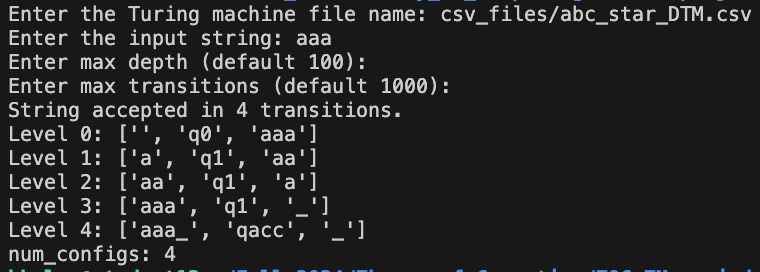 Enter the Turing machine file name: csv_files/abc_star_DTM.csv
Enter the input string: aaa
Enter max depth (default 100):
Enter max transitions (default 1000):
String accepted in 4 transitions.
Level 0: ['', 'q0', 'aaa']
Level 1: ['a', 'q1', 'aa']
Level 2: ['aa', 'q1', 'a']
Level 3: ['aaa', 'q1', '_']
Level 4: ['aaa_', 'qacc', '_']
num_configs: 4